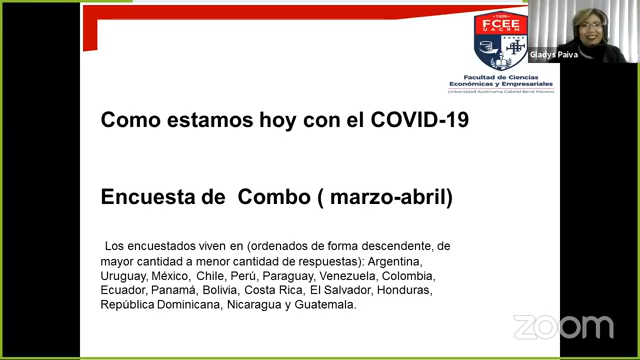 1950
FCEE
UAGRM
Facultad de Ciencias
Económicas y Empresariales
Universidad Autónoma Gabriel René Moreno
Gladys Paiva
Como estamos hoy con el COVID-19
Encuesta de Combo ( marzo-abril)
Los encuestados viven en (ordenados de forma descendente, de
mayor cantidad a menor cantidad de respuestas): Argentina,
Uruguay, México, Chile, Perú, Paraguay, Venezuela, Colombia,
Ecuador, Panamá, Bolivia, Costa Rica, El Salvador, Honduras,
República Dominicana, Nicaragua y Guatemala.
zoom